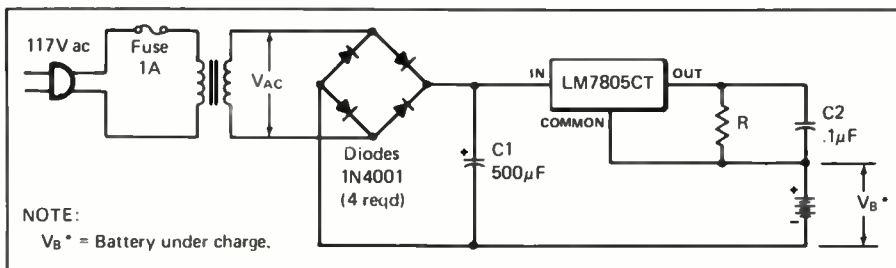 117V ac
Fuse
1A
VAC
IN
LM7805CT
OUT
COMMON
R
C2
.1µF
C1
500µF
+
Diodes
1N4001
(4 reqd)
+
-
VB*
NOTE:
VB* = Battery under charge.